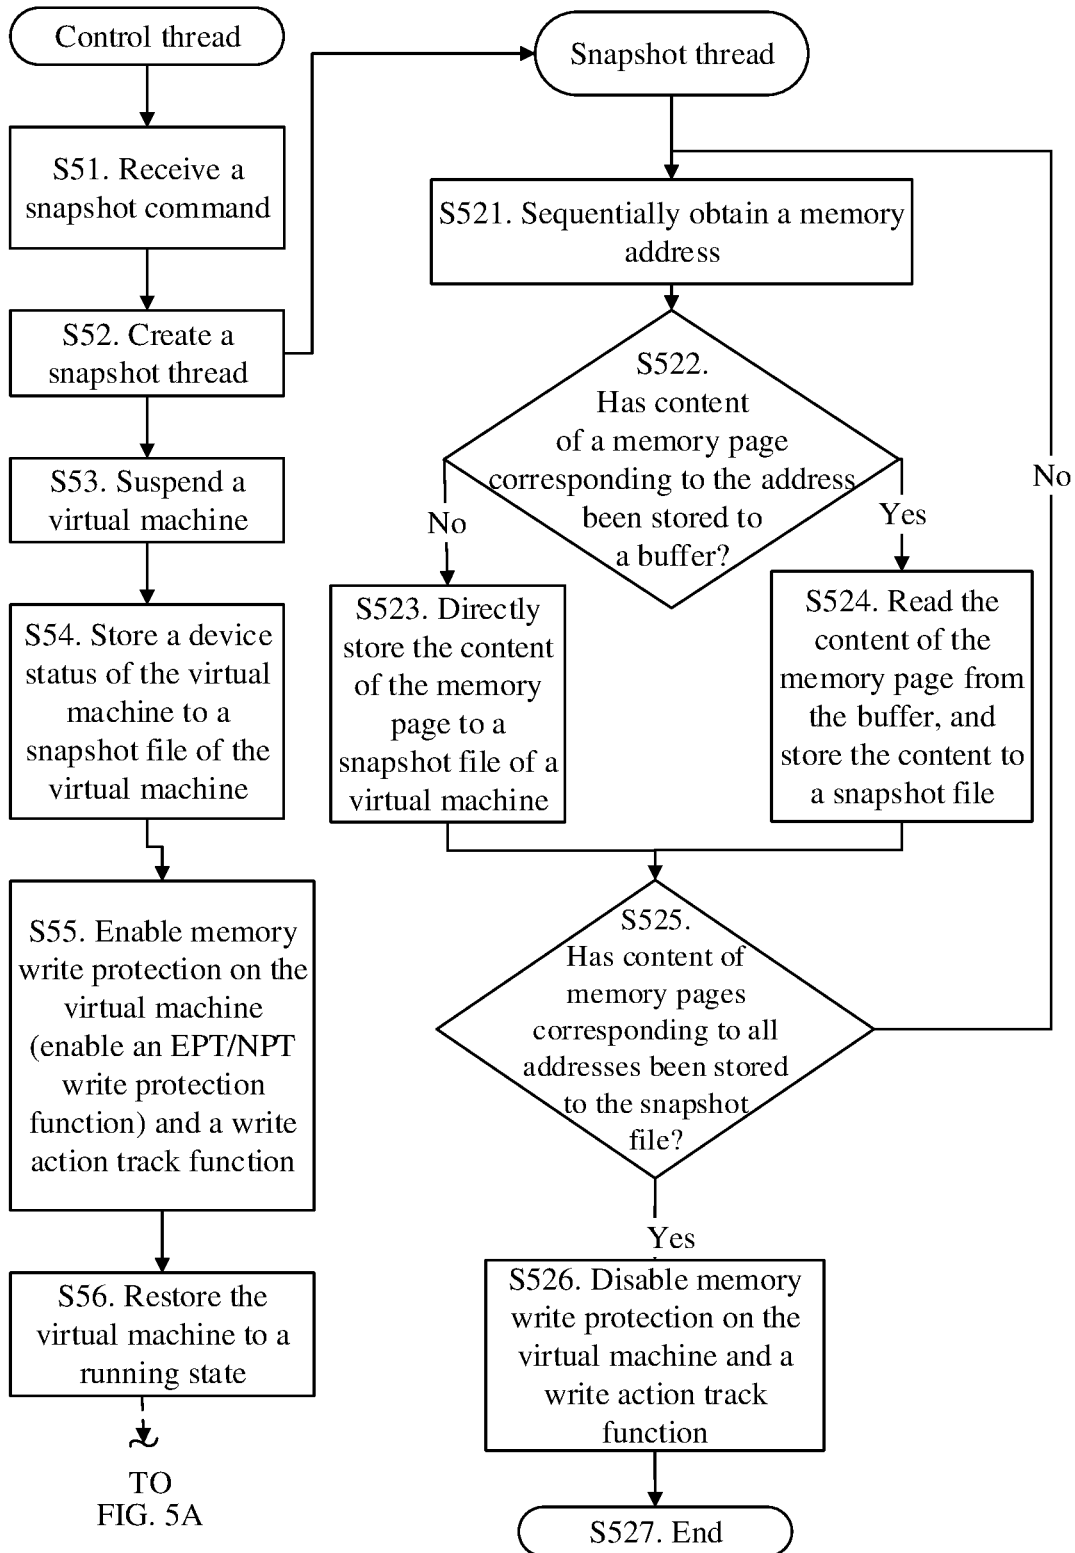 Control thread
S51. Receive a
snapshot command
S52. Create a
snapshot thread
S53. Suspend a
virtual machine
S54. Store a device
status of the virtual
machine to a
snapshot file of the
virtual machine
S55. Enable memory
write protection on the
virtual machine
(enable an EPT/NPT
write protection
function) and a write
action track function
S56. Restore the
virtual machine to a
running state
TO
FIG. 5A
Snapshot thread
S521. Sequentially obtain a memory
address
S522.
Has content
of a memory page
corresponding to the address
been stored to
a buffer?
No
Yes
No
S523. Directly
store the content
of the memory
page to a
snapshot file of a
virtual machine
S524. Read the
content of the
memory page from
the buffer, and
store the content to
a snapshot file
S525.
Has content of
memory pages
corresponding to all
addresses been stored
to the snapshot
file?
Yes
S526. Disable memory
write protection on the
virtual machine and a
write action track
function
S527. End